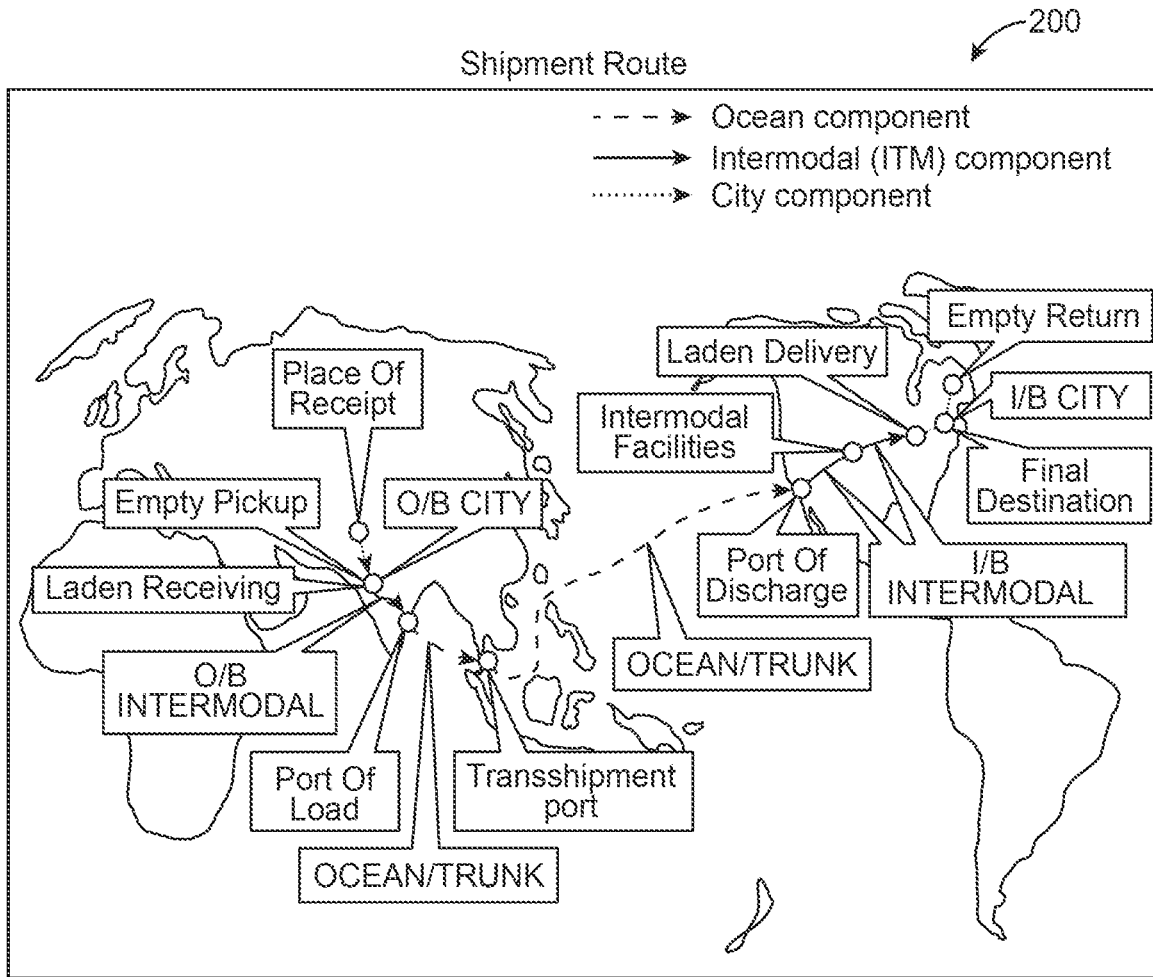 200
Shipment Route
Ocean component
Intermodal (ITM) component
City component
Empty Return
Laden Delivery
Place Of
Receipt
I/B CITY
Intermodal
Facilities
Final
Destination
Empty Pickup
O/B CITY
Port Of
Discharge
I/B
INTERMODAL
Laden Receiving
O/B
INTERMODAL
OCEAN/TRUNK
Port Of
Load
Transshipment
port
OCEAN/TRUNK